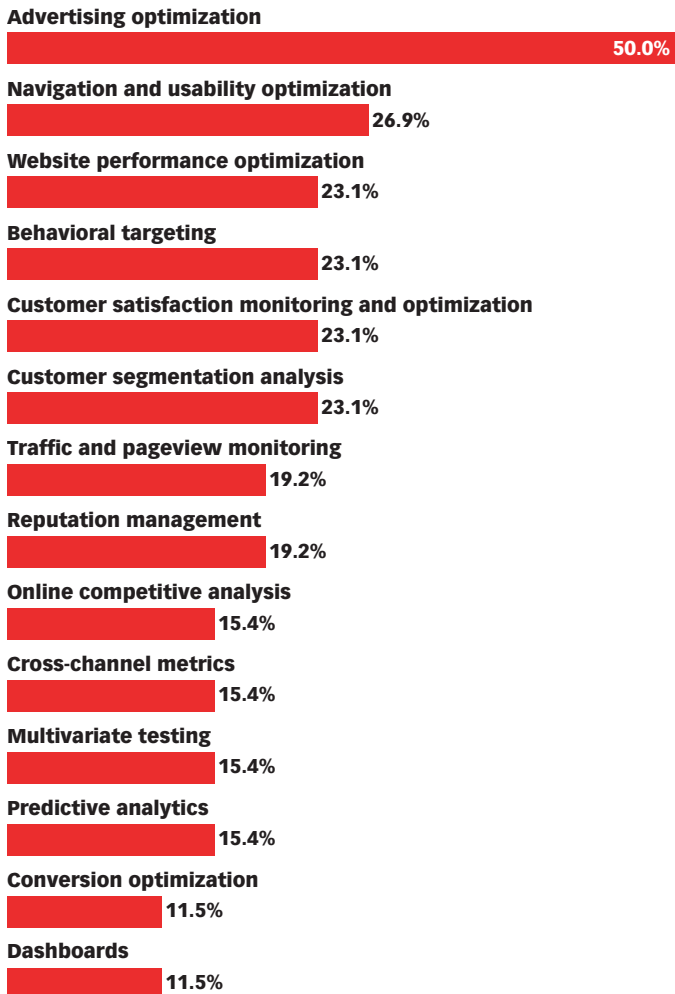 Advertising optimization
50.0%
Navigation and usability optimization
26.9%
Website performance optimization
23.1%
Behavioral targeting
23.1%
Customer satisfaction monitoring and optimization
23.1%
Customer segmentation analysis
23.1%
Traffic and pageview monitoring
19.2%
Reputation management
19.2%
Online competitive analysis
15.4%
Cross-channel metrics
15.4%
Multivariate testing
15.4%
Predictive analytics
15.4%
Conversion optimization
11.5%
Dashboards
11.5%